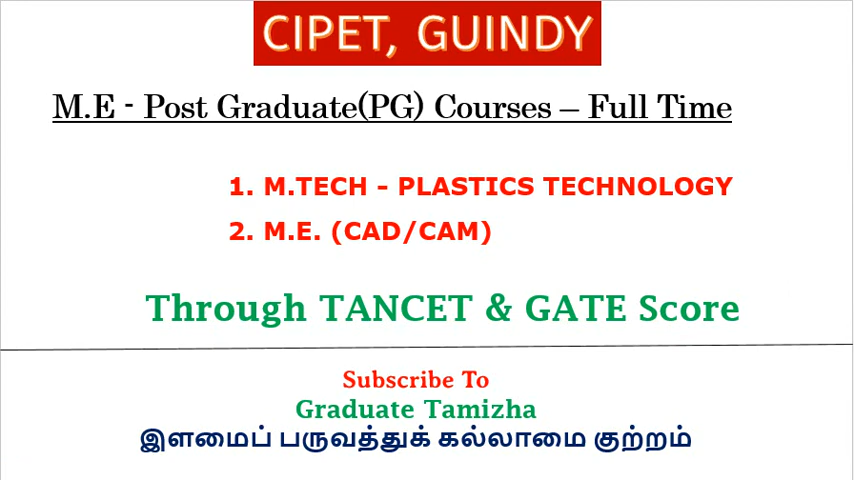 CIPET, GUINDY
M.E - Post Graduate(PG) Courses – Full Time
1. M.TECH - PLASTICS TECHNOLOGY
2. M.E. (CAD/CAM)
Through TANCET & GATE Score
Subscribe To
Graduate Tamizha
இளமைப் பருவத்துக் கல்லாமை குற்றம்